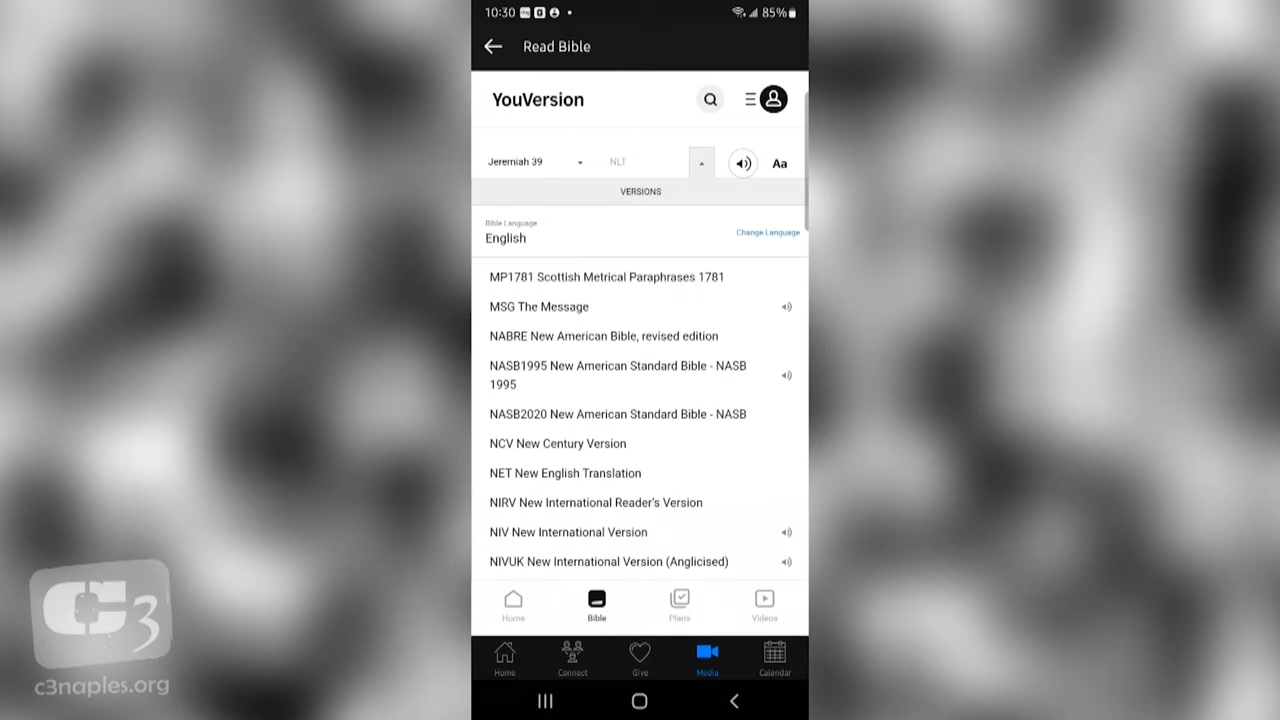 10:30
85%
Read Bible
YouVersion
Jeremiah 39
NLT
Aa
VERSIONS
Bible Language
English
Change Language
MP1781 Scottish Metrical Paraphrases 1781
MSG The Message
NABRE New American Bible, revised edition
NASB1995 New American Standard Bible - NASB
1995
NASB2020 New American Standard Bible - NASB
NCV New Century Version
NET New English Translation
NIRV New International Reader's Version
NIV New International Version
NIVUK New International Version (Anglicised)
Home Bible Plans Videos
Home Connect Give Media Calendar
C3
c3naples.org